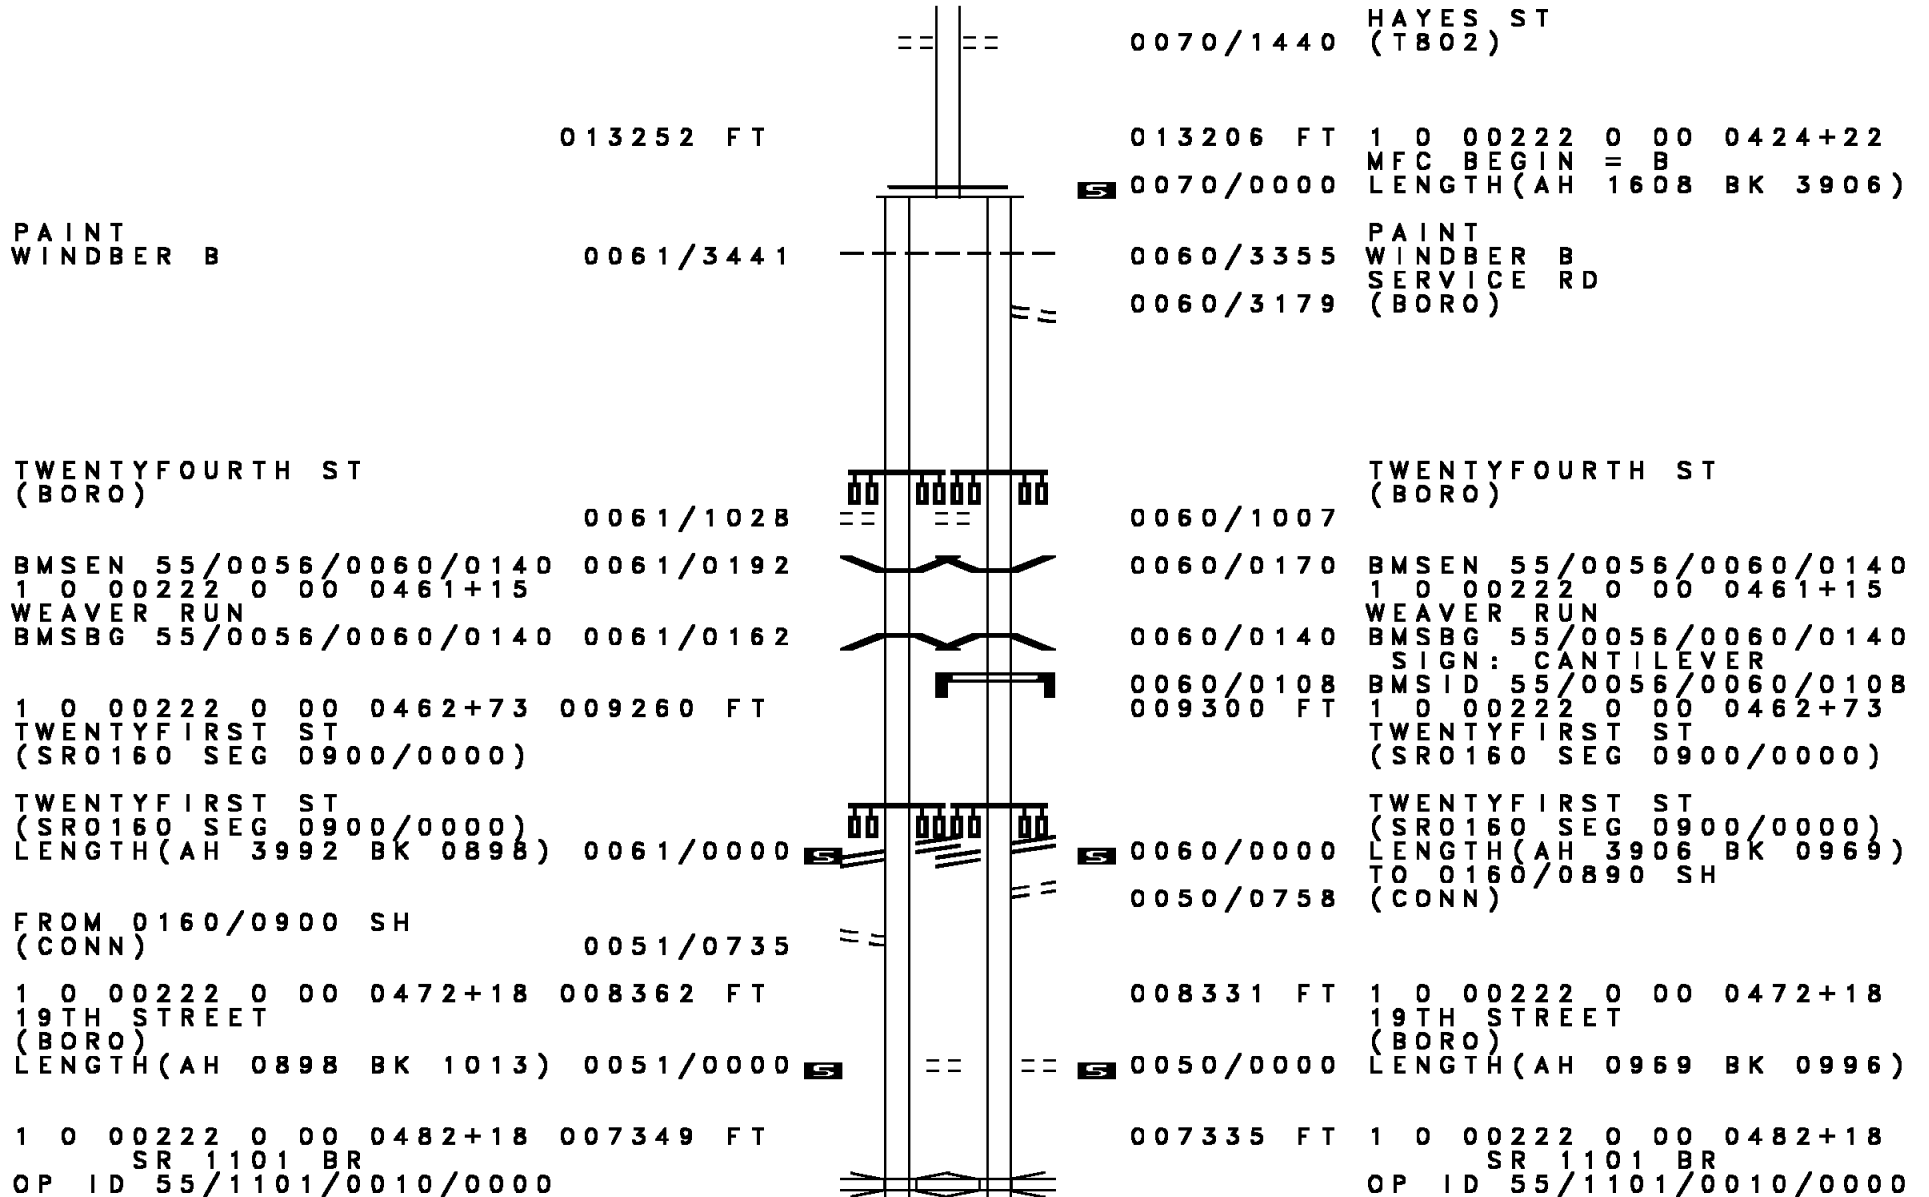 HAYES ST
0070/1440 (T802)
013252 FT 013206 FT 1 0 00222 0 00 0424+22
MFC BEGIN = B
S 0070/0000 LENGTH(AH 1608 BK 3906)
PAINT PAINT
WINDBER B 0061/3441 0060/3355 WINDBER B
SERVICE RD
0060/3179 (BORO)
TWENTYFOURTH ST TWENTYFOURTH ST
(BORO) (BORO)
0061/1028 0060/1007
BMSEN 55/0056/0060/0140 0061/0192 0060/0170 BMSEN 55/0056/0060/0140
1 0 00222 0 00 0461+15 1 0 00222 0 00 0461+15
WEAVER RUN WEAVER RUN
BMSBG 55/0056/0060/0140 0061/0162 0060/0140 BMSBG 55/0056/0060/0140
SIGN: CANTILEVER
0060/0108 BMSID 55/0056/0060/0108
1 0 00222 0 00 0462+73 009260 FT 009300 FT 1 0 00222 0 00 0462+73
TWENTYFIRST ST TWENTYFIRST ST
(SR0160 SEG 0900/0000) (SR0160 SEG 0900/0000)
TWENTYFIRST ST TWENTYFIRST ST
(SR0160 SEG 0900/0000) (SR0160 SEG 0900/0000)
LENGTH(AH 3992 BK 0898) 0061/0000 S S 0060/0000 LENGTH(AH 3906 BK 0969)
TO 0160/0890 SH
0050/0758 (CONN)
FROM 0160/0900 SH
(CONN) 0051/0735
1 0 00222 0 00 0472+18 008362 FT 008331 FT 1 0 00222 0 00 0472+18
19TH STREET 19TH STREET
(BORO) (BORO)
LENGTH(AH 0898 BK 1013) 0051/0000 S S 0050/0000 LENGTH(AH 0969 BK 0996)
1 0 00222 0 00 0482+18 007349 FT 007335 FT 1 0 00222 0 00 0482+18
SR 1101 BR SR 1101 BR
OP ID 55/1101/0010/0000 OP ID 55/1101/0010/0000